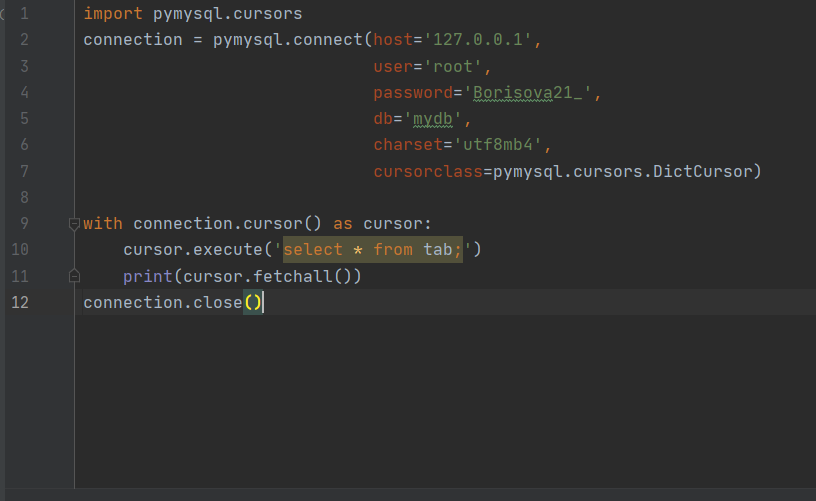 1 import pymysql.cursors
2 connection = pymysql.connect(host='127.0.0.1',
3 user='root',
4 password='Borisova21_',
5 db='mydb',
6 charset='utf8mb4',
7 cursorclass=pymysql.cursors.DictCursor)
8
9 with connection.cursor() as cursor:
10 cursor.execute('select * from tab;')
11 print(cursor.fetchall())
12 connection.close()